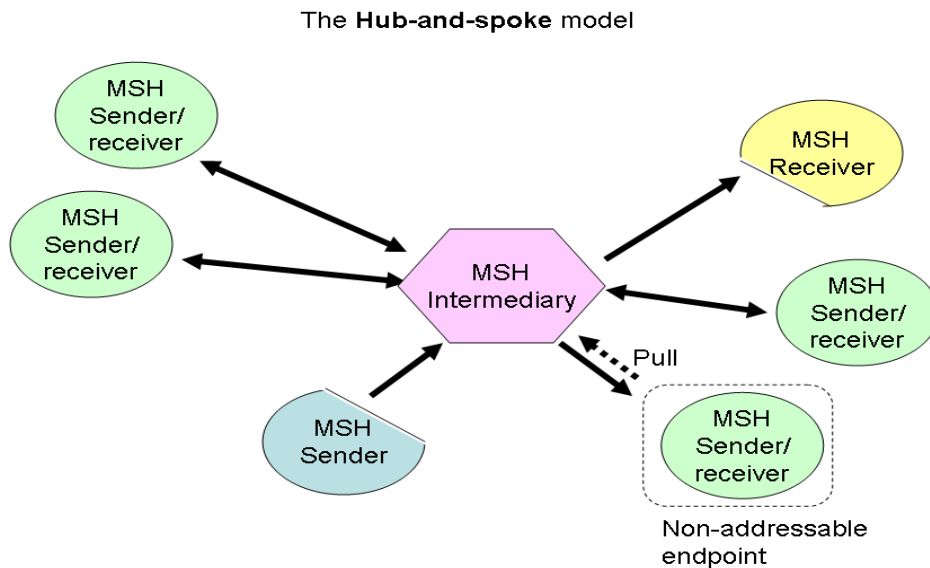 The Hub-and-spoke model
MSH
Sender/
receiver
MSH
Receiver
MSH
Sender/
receiver
MSH
Intermediary
MSH
Sender/
receiver
Pull
MSH
Sender
MSH
Sender/
receiver
Non-addressable
endpoint